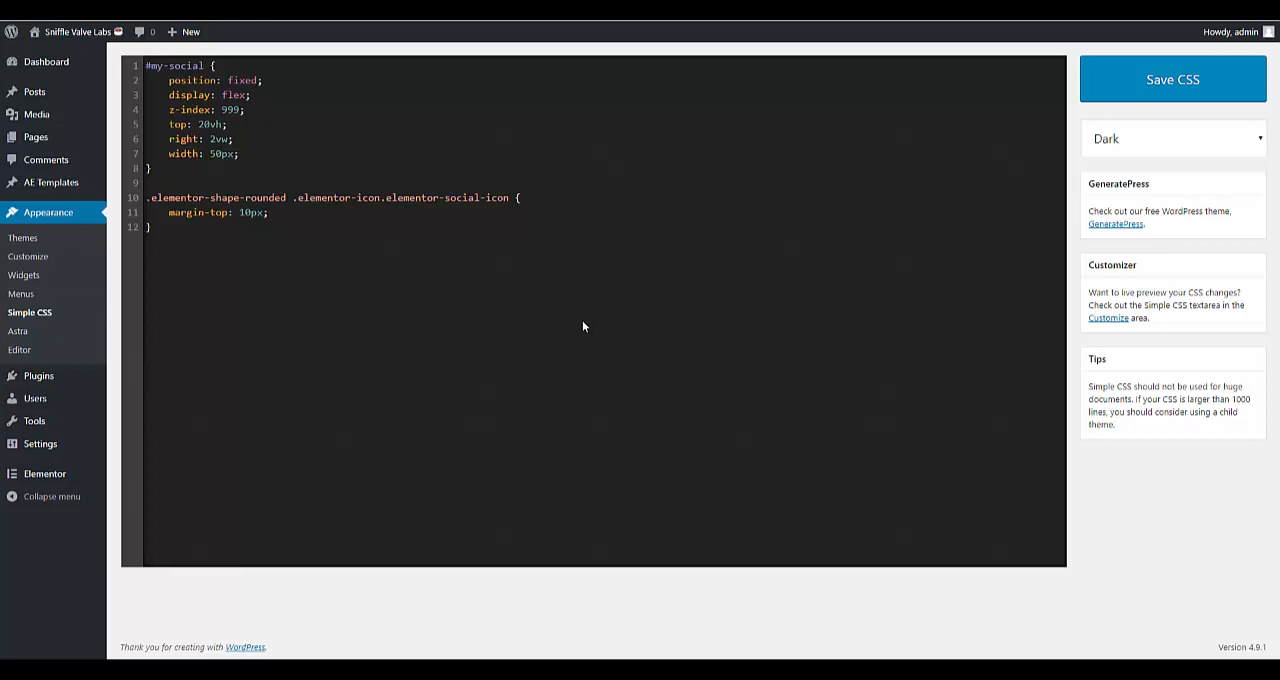 Sniffle Valve Labs
0
New
Howdy, admin
Dashboard
Posts
Media
Pages
Comments
AE Templates
Appearance
Themes
Customize
Widgets
Menus
Simple CSS
Astra
Editor
Plugins
Users
Tools
Settings
Elementor
Collapse menu
1 #my-social {
2 position: fixed;
3 display: flex;
4 z-index: 999;
5 top: 20vh;
6 right: 2vw;
7 width: 50px;
8 }
9
10 .elementor-shape-rounded .elementor-icon.elementor-social-icon {
11 margin-top: 10px;
12 }
Save CSS
Dark
GeneratePress
Check out our free WordPress theme,
GeneratePress.
Customizer
Want to live preview your CSS changes?
Check out the Simple CSS textarea in the
Customize area.
Tips
Simple CSS should not be used for huge
documents. If your CSS is larger than 1000
lines, you should consider using a child
theme.
Thank you for creating with WordPress.
Version 4.9.1